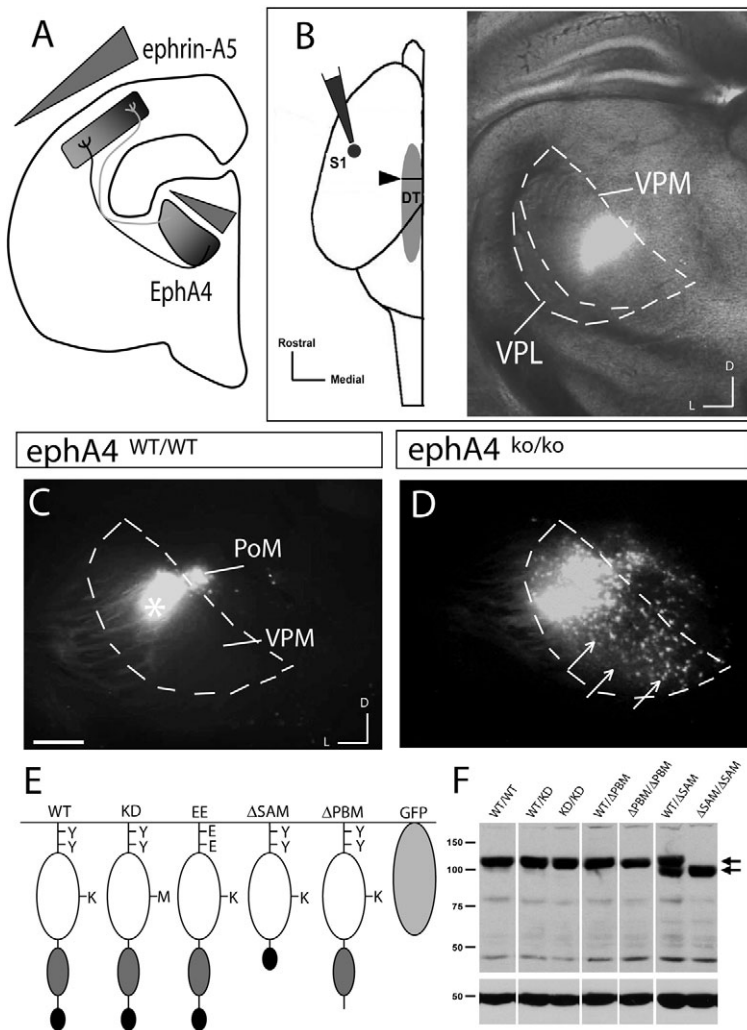 A
ephrin-A5
EphA4
B
S1
DT
Rostral
Medial
VPM
VPL
D
L
ephA4 WT/WT
ephA4 ko/ko
C
PoM
*
VPM
D
L
D
E
WT
KD
EE
ΔSAM
ΔPBM
GFP
Y
Y
Y
Y
E
E
Y
Y
Y
Y
K
M
K
K
K
F
WT/WT
WT/KD
KD/KD
WT/ΔPBM
ΔPBM/ΔPBM
WT/ΔSAM
ΔSAM/ΔSAM
150
100
75
50
50